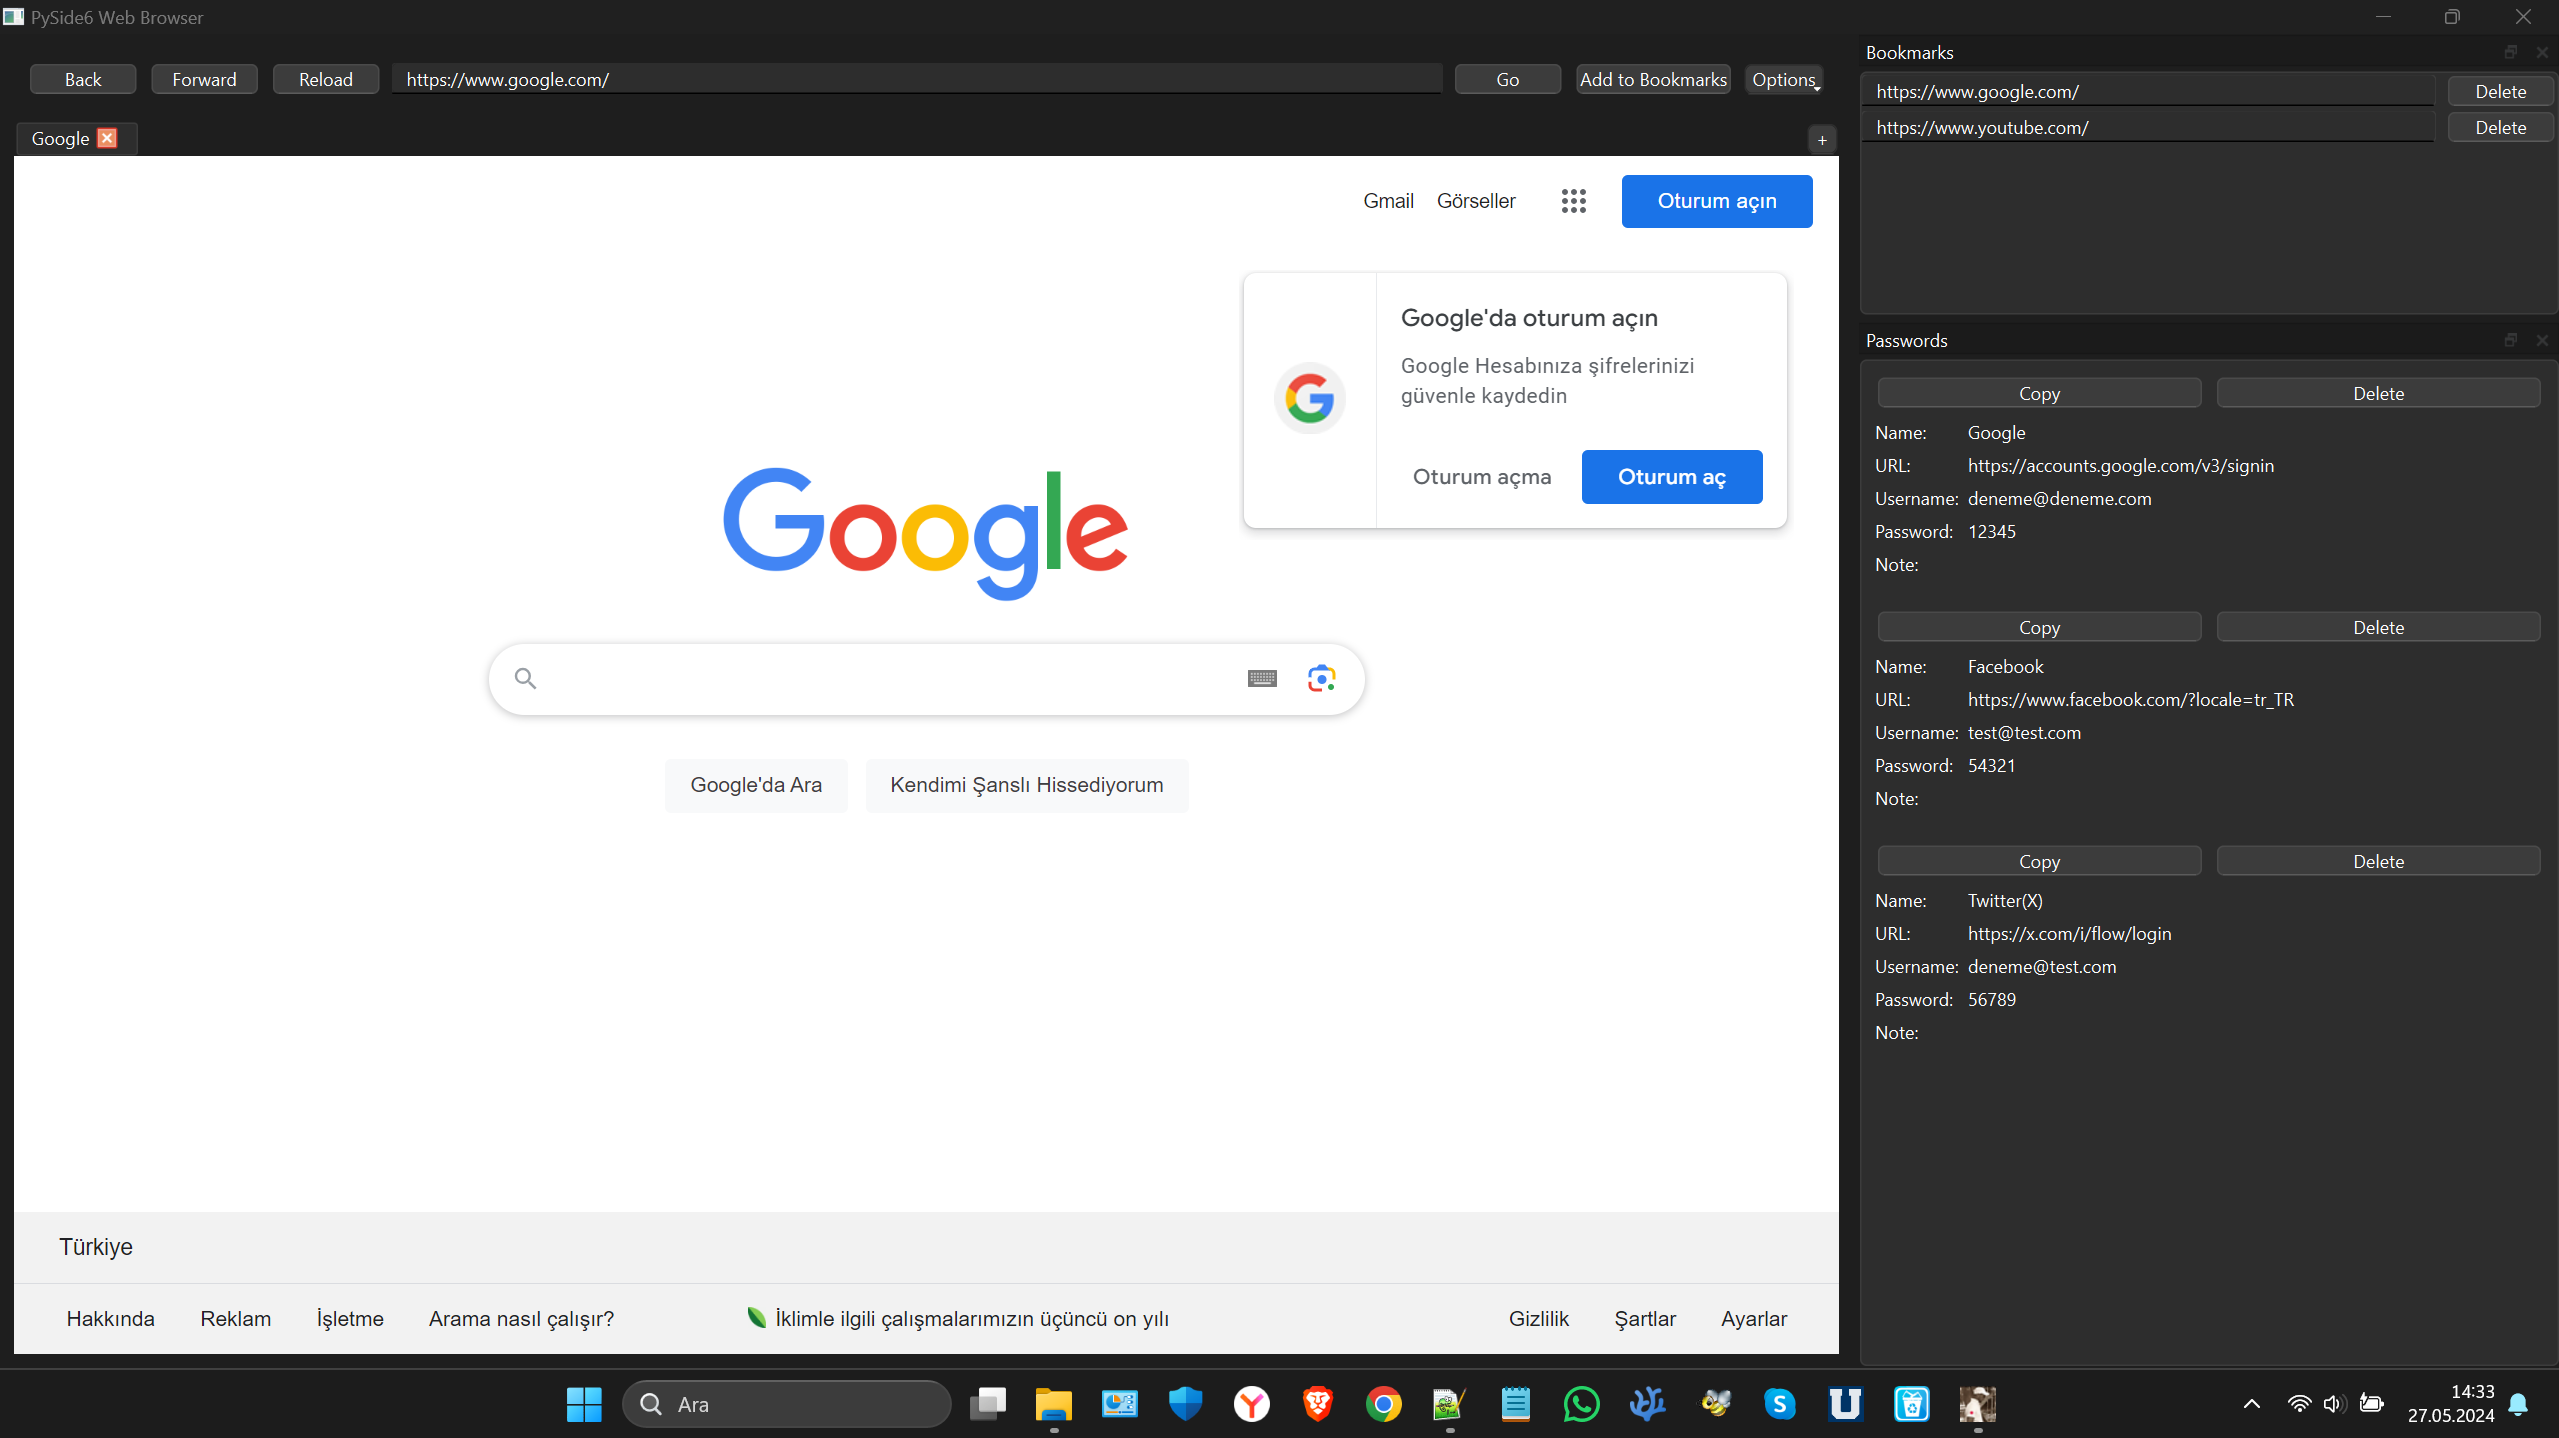 PySide6 Web Browser
Back Forward Reload https://www.google.com/ Go Add to Bookmarks Options
Google
+
Gmail Görseller Oturum açın
Google'da oturum açın
Google Hesabınıza şifrelerinizi
güvenle kaydedin
Oturum açma Oturum aç
Google
Google'da Ara Kendimi Şanslı Hissediyorum
Türkiye
Hakkında Reklam İşletme Arama nasıl çalışır? İklimle ilgili çalışmalarımızın üçüncü on yılı Gizlilik Şartlar Ayarlar
Bookmarks
https://www.google.com/ Delete
https://www.youtube.com/ Delete
Passwords
Copy Delete
Name: Google
URL: https://accounts.google.com/v3/signin
Username: deneme@deneme.com
Password: 12345
Note:
Copy Delete
Name: Facebook
URL: https://www.facebook.com/?locale=tr_TR
Username: test@test.com
Password: 54321
Note:
Copy Delete
Name: Twitter(X)
URL: https://x.com/i/flow/login
Username: deneme@test.com
Password: 56789
Note:
Ara
14:33
27.05.2024